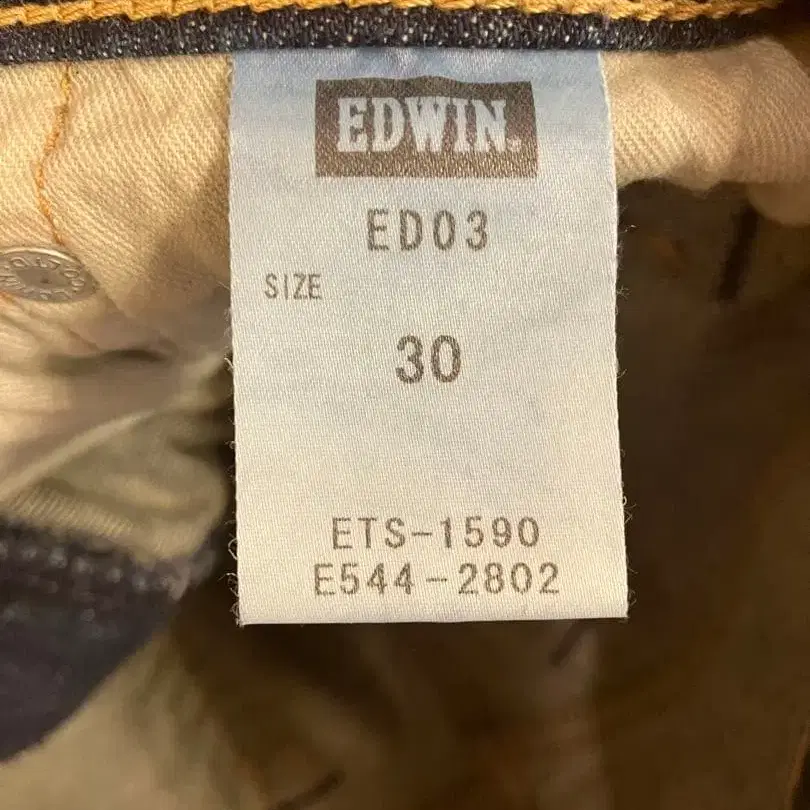 EDWIN.
ED03
SIZE
30
ETS-1590
E544-2802